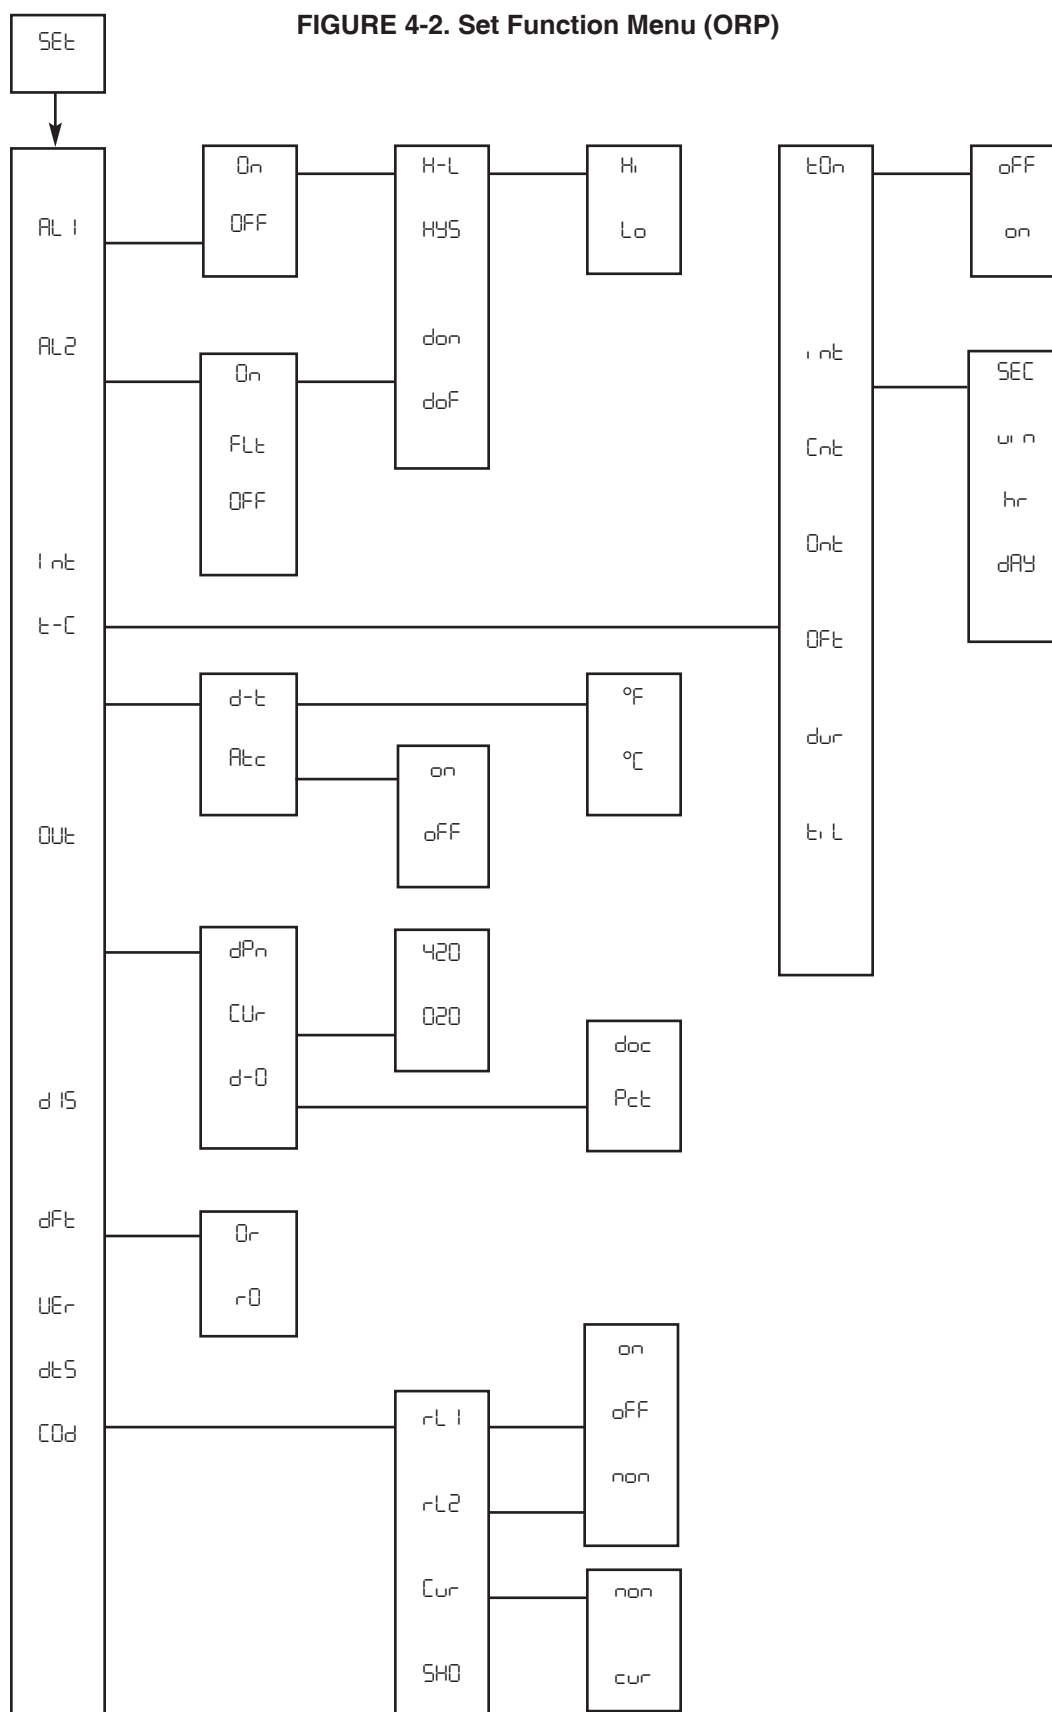 FIGURE 4-2. Set Function Menu (ORP)
SEt
AL1
AL2
Int
t-C
OUt
dIS
dFt
UEr
dtS
COd
On
OFF
On
FLt
OFF
d-t
Atc
dPn
CUr
d-O
Or
rO
H-L
HYS
don
doF
on
oFF
420
020
rL1
rL2
Cur
SHO
Hi
Lo
°F
°C
doc
Pct
on
oFF
non
non
cur
tOn
int
Cnt
Ont
OFt
dur
tiL
oFF
on
SEC
uin
hr
dAY